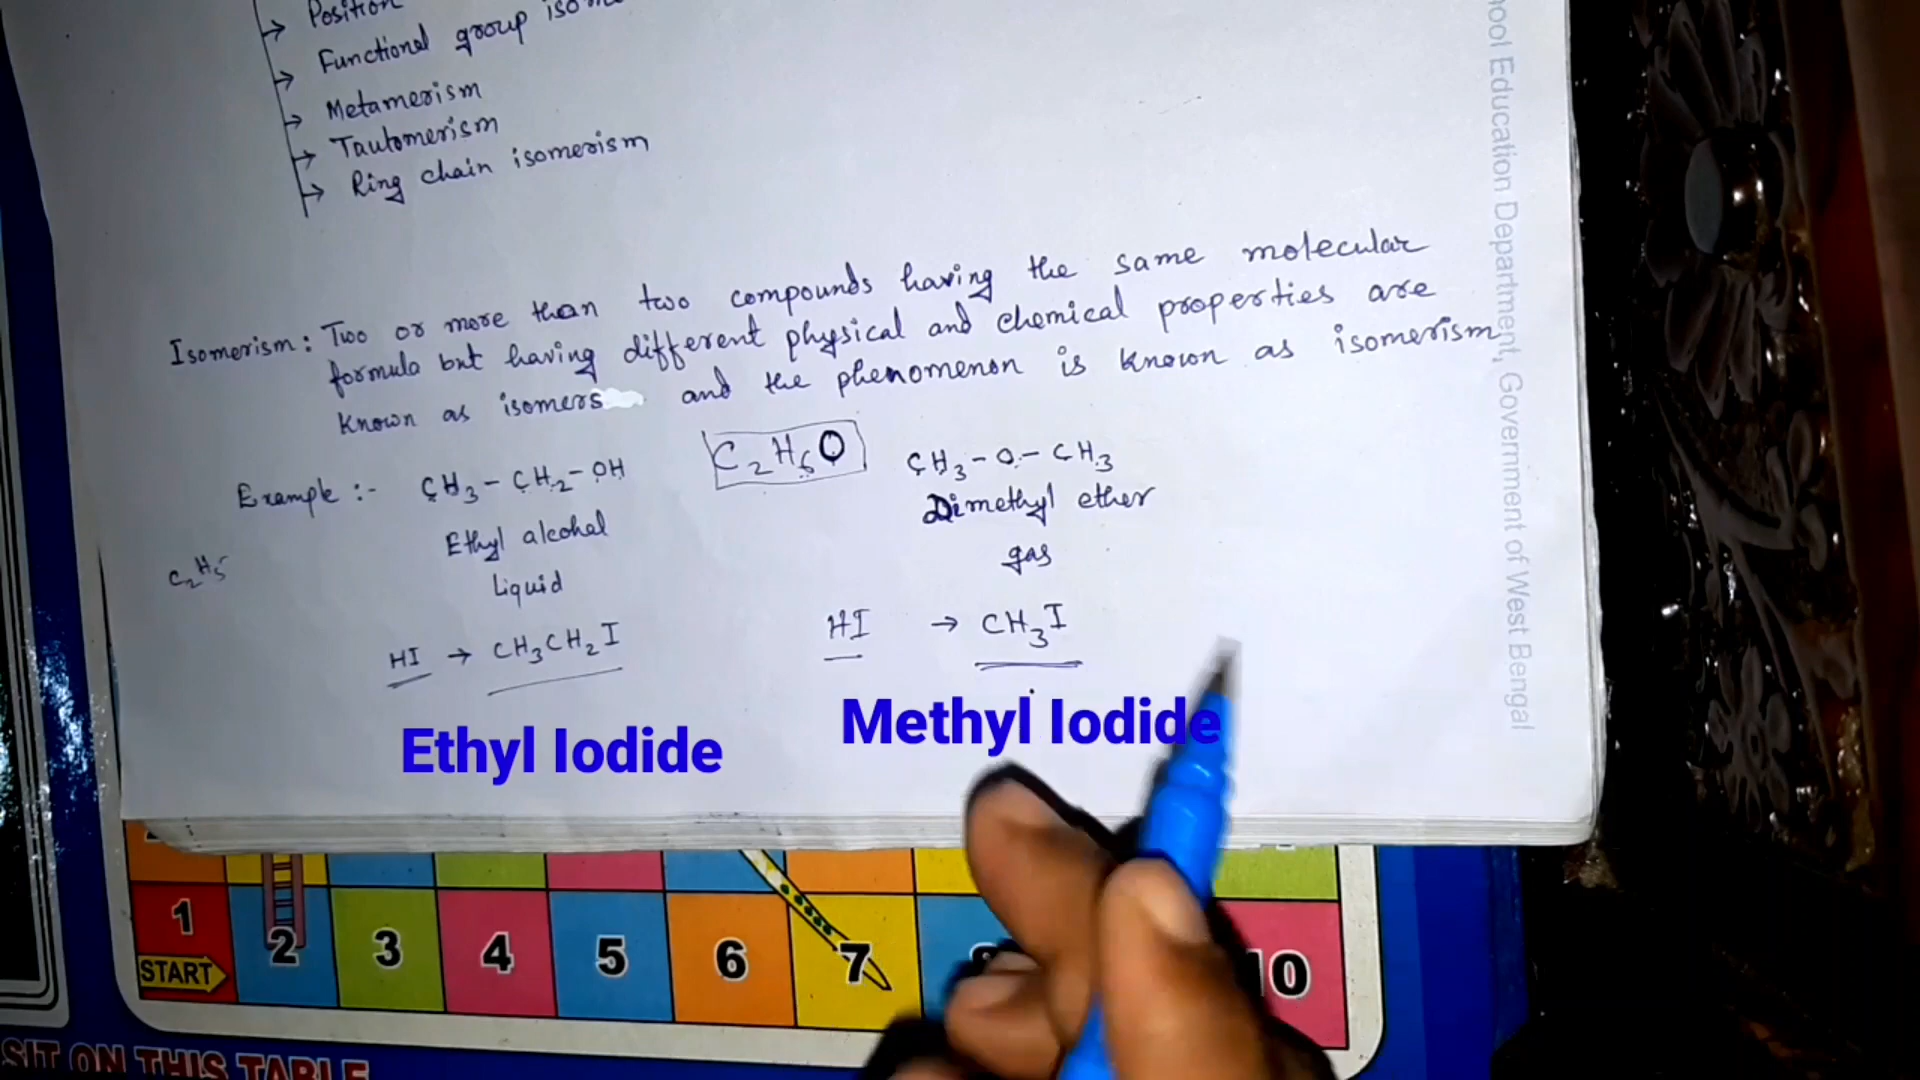 Position
Functional group
Metamerism
Tautomerism
Ring chain isomerism
Isomerism: Two or more than two compounds having the same molecular
formula but having different physical and chemical properties are
known as isomers and the phenomenon is known as isomerism
Example :- CH3-CH2-OH C2H6O CH3-O-CH3
Ethyl alcohol Dimethyl ether
C2H5 Liquid gas
HI → CH3CH2I HI → CH3I
Ethyl Iodide Methyl Iodide
ool Education Department, Government of West Bengal
1 2 3 4 5 6 7 10
START
SIT ON THIS TABLE